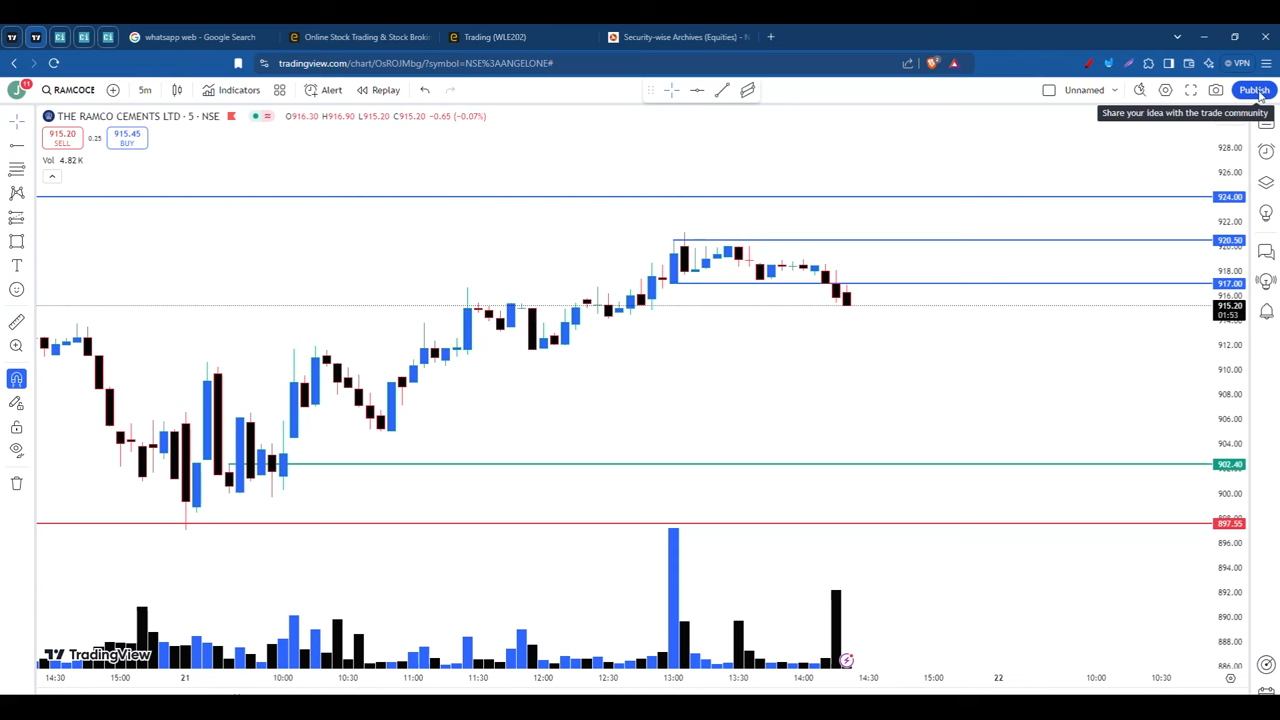 whatsapp web - Google Search
Online Stock Trading & Stock Brokin
Trading (WLE202)
Security-wise Archives (Equities) - N
tradingview.com/chart/OsROJMbg/?symbol=NSE%3AANGELONE#
VPN
J
11
RAMCOCE
5m
Indicators
Alert
Replay
Unnamed
Publish
Share your idea with the trade community
THE RAMCO CEMENTS LTD · 5 · NSE
O916.30 H916.90 L915.20 C915.20 −0.65 (−0.07%)
915.20
SELL
0.25
915.45
BUY
Vol 4.82 K
928.00
926.00
924.00
922.00
920.50
918.00
917.00
916.00
915.20
01:53
912.00
910.00
908.00
906.00
904.00
902.40
900.00
897.55
896.00
894.00
892.00
890.00
888.00
886.00
TradingView
14:30 15:00 21 10:00 10:30 11:00 11:30 12:00 12:30 13:00 13:30 14:00 14:30 15:00 22 10:00 10:30